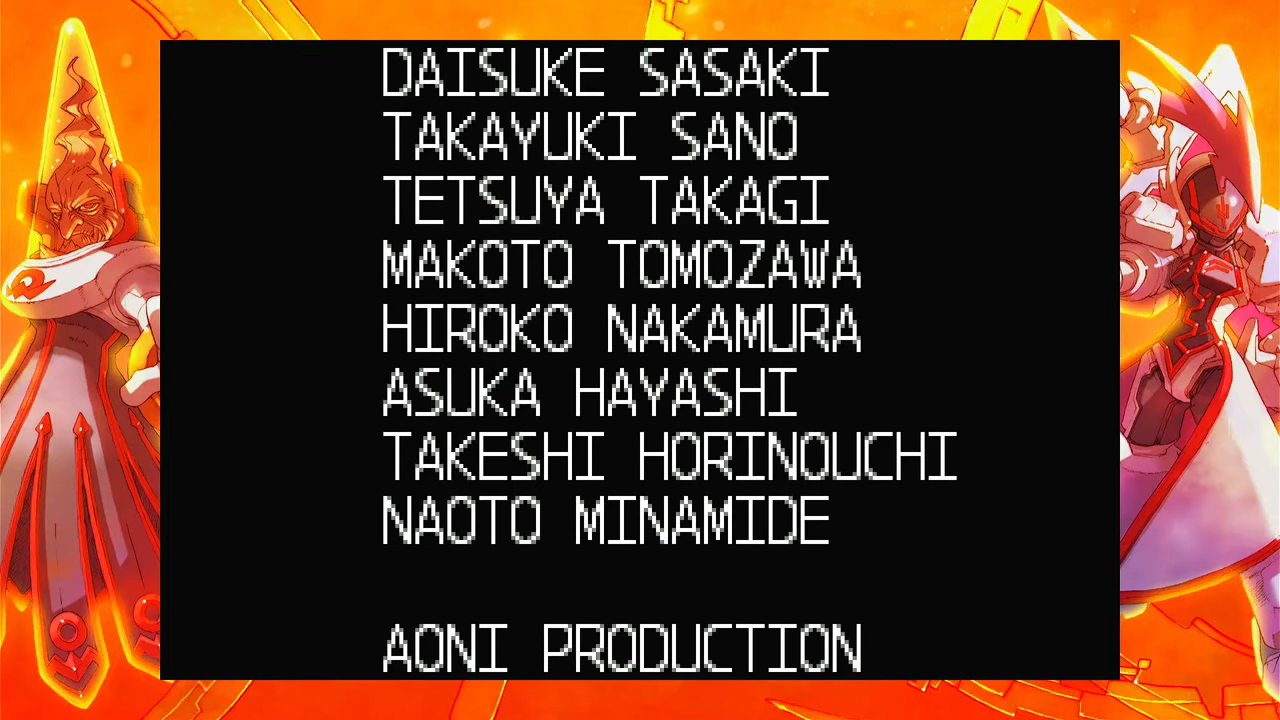 DAISUKE SASAKI
TAKAYUKI SANO
TETSUYA TAKAGI
MAKOTO TOMOZAWA
HIROKO NAKAMURA
ASUKA HAYASHI
TAKESHI HORINOUCHI
NAOTO MINAMIDE
AONI PRODUCTION